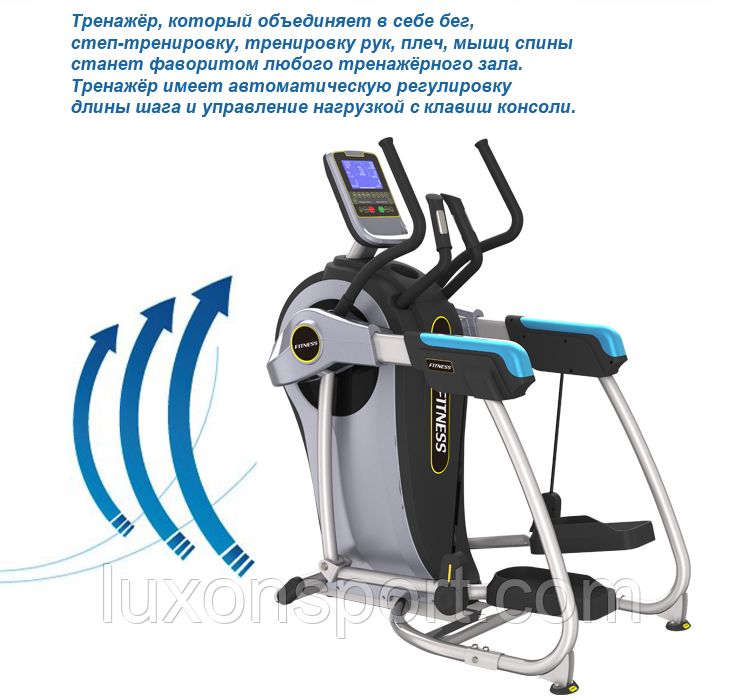 Тренажёр, который объединяет в себе бег,
степ-тренировку, тренировку рук, плеч, мышц спины
станет фаворитом любого тренажёрного зала.
Тренажёр имеет автоматическую регулировку
длины шага и управление нагрузкой с клавиш консоли.
FITNESS
FITNESS
FITNESS
luxonsport.com.ua